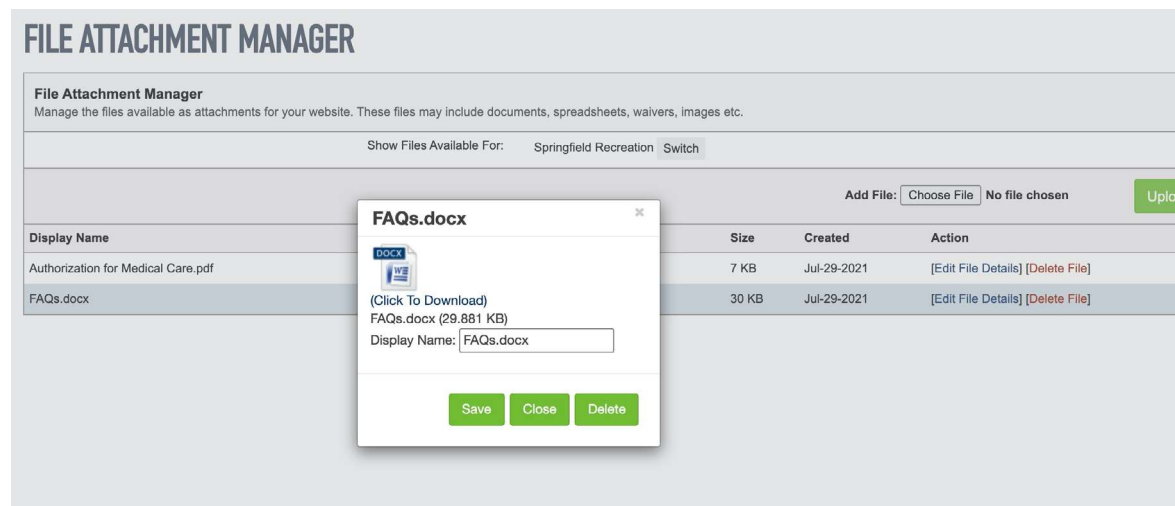 FILE ATTACHMENT MANAGER
File Attachment Manager
Manage the files available as attachments for your website. These files may include documents, spreadsheets, waivers, images etc.
Show Files Available For: Springfield Recreation Switch
Add File: Choose File No file chosen
Display Name Size Created Action
Authorization for Medical Care.pdf 7 KB Jul-29-2021 [Edit File Details] [Delete File]
FAQs.docx 30 KB Jul-29-2021 [Edit File Details] [Delete File]
FAQs.docx ×
DOCX
W
(Click To Download)
FAQs.docx (29.881 KB)
Display Name: FAQs.docx
Save Close Delete